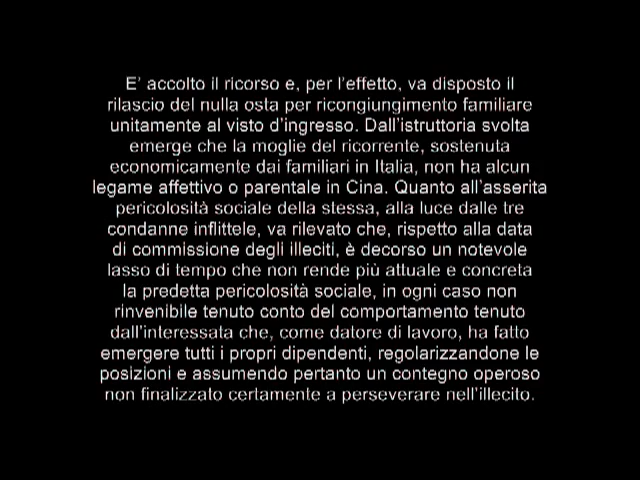 E' accolto il ricorso e, per l'effetto, va disposto il
rilascio del nulla osta per ricongiungimento familiare
unitamente al visto d'ingresso. Dall'istruttoria svolta
emerge che la moglie del ricorrente, sostenuta
economicamente dai familiari in Italia, non ha alcun
legame affettivo o parentale in Cina. Quanto all'asserita
pericolosità sociale della stessa, alla luce dalle tre
condanne inflittele, va rilevato che, rispetto alla data
di commissione degli illeciti, è decorso un notevole
lasso di tempo che non rende più attuale e concreta
la predetta pericolosità sociale, in ogni caso non
rinvenibile tenuto conto del comportamento tenuto
dall'interessata che, come datore di lavoro, ha fatto
emergere tutti i propri dipendenti, regolarizzandone le
posizioni e assumendo pertanto un contegno operoso
non finalizzato certamente a perseverare nell'illecito.